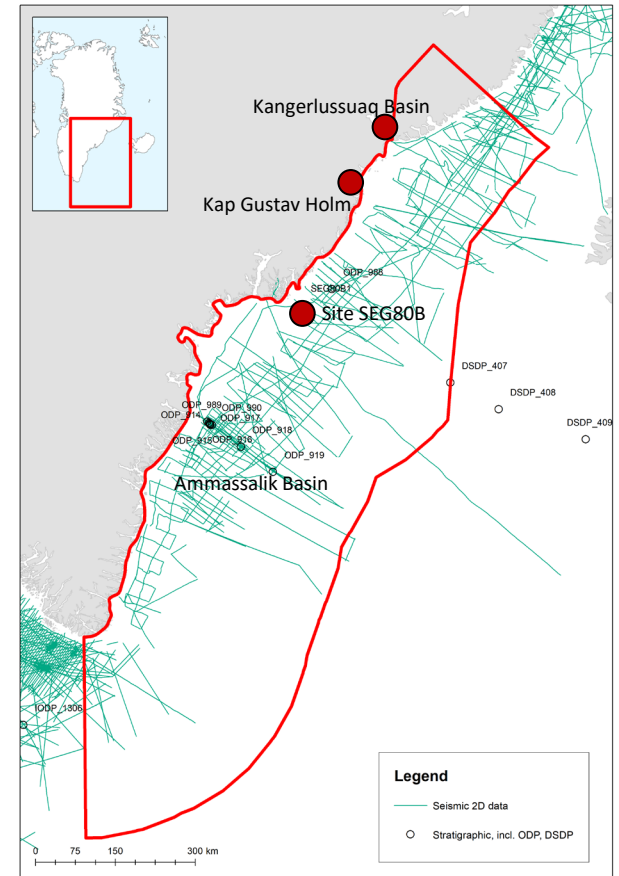 Kangerlussuaq Basin
Kap Gustav Holm
ODP_988
SEG80B1
Site SEG80B
DSDP_407
DSDP_408
DSDP_409
ODP_989
ODP_990
ODP_914
ODP_917
ODP_918
ODP_915
ODP_916
ODP_919
Ammassalik Basin
IODP_1306
Legend
Seismic 2D data
Stratigraphic, incl. ODP, DSDP
0 75 150 300 km